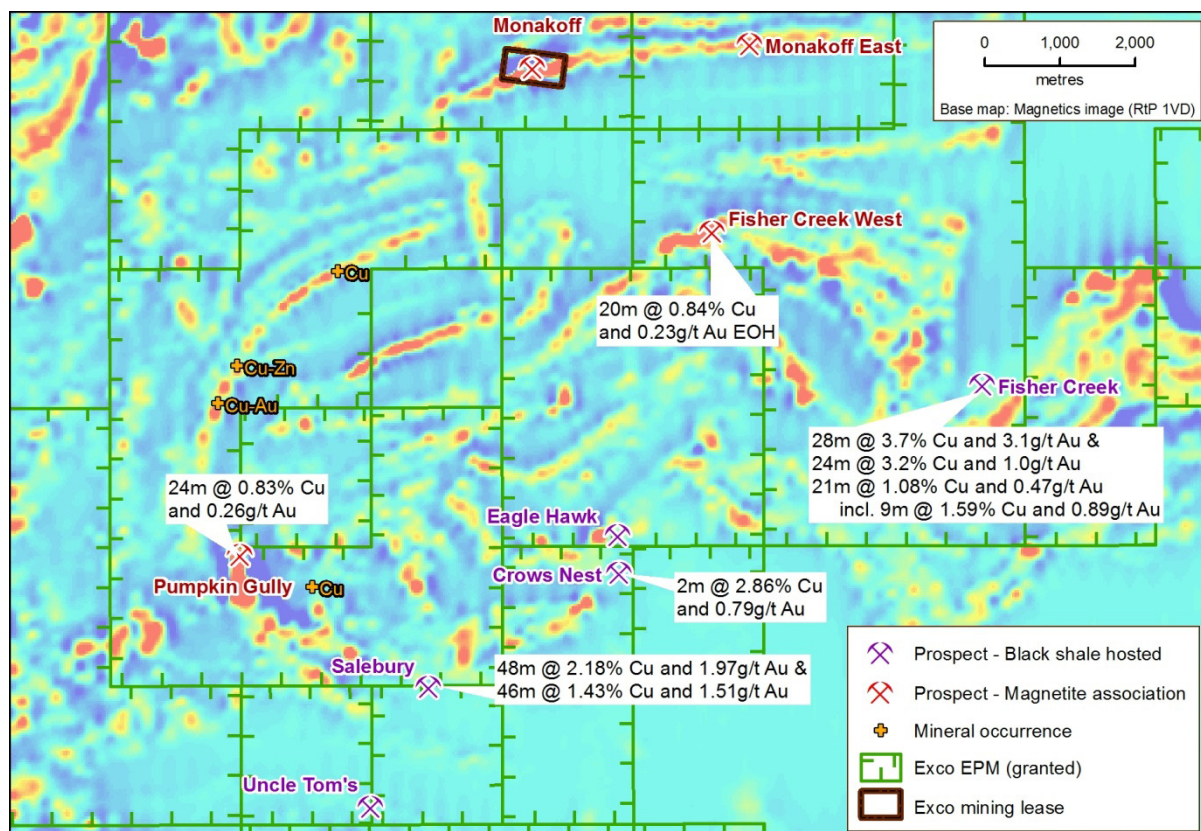 Monakoff
Monakoff East
0 1,000 2,000
metres
Base map: Magnetics image (RtP 1VD)
Fisher Creek West
Cu
20m @ 0.84% Cu
and 0.23g/t Au EOH
Cu-Zn
Cu-Au
Fisher Creek
28m @ 3.7% Cu and 3.1g/t Au &
24m @ 3.2% Cu and 1.0g/t Au
21m @ 1.08% Cu and 0.47g/t Au
incl. 9m @ 1.59% Cu and 0.89g/t Au
24m @ 0.83% Cu
and 0.26g/t Au
Eagle Hawk
Pumpkin Gully
Cu
Crows Nest
2m @ 2.86% Cu
and 0.79g/t Au
Salebury
48m @ 2.18% Cu and 1.97g/t Au &
46m @ 1.43% Cu and 1.51g/t Au
Uncle Tom's
Prospect - Black shale hosted
Prospect - Magnetite association
Mineral occurrence
Exco EPM (granted)
Exco mining lease